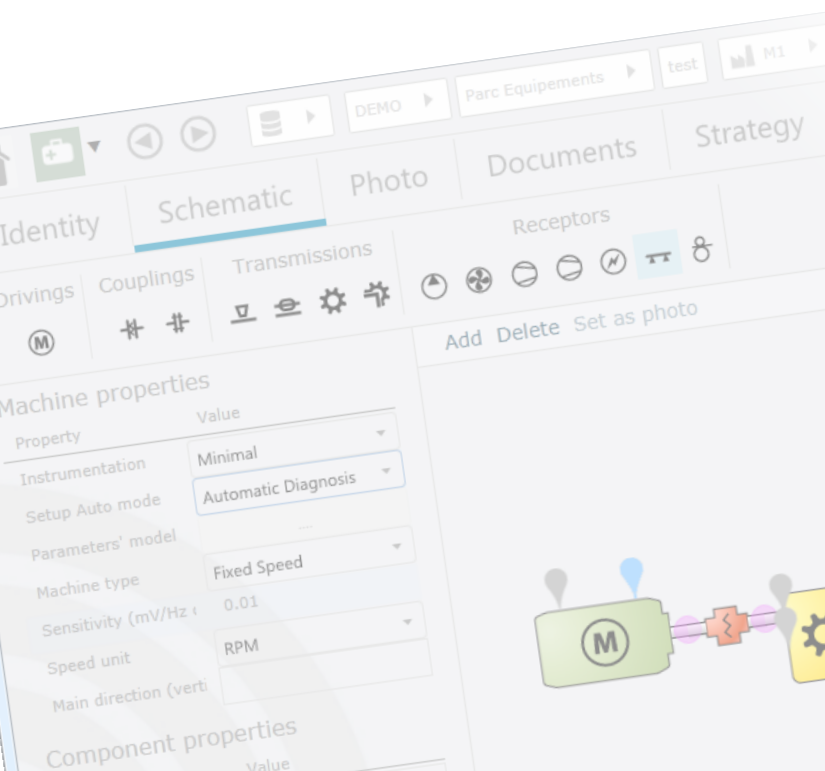 DEMO
Parc Equipements
test
M1
Identity
Schematic
Photo
Documents
Strategy
Drivings
Couplings
Transmissions
Receptors
M
Add Delete Set as photo
Machine properties
Property Value
Instrumentation Minimal
Setup Auto mode Automatic Diagnosis
Parameters' model ...
Machine type Fixed Speed
Sensitivity (mV/Hz 0.01
Speed unit RPM
Main direction (verti
M
Component properties
Value